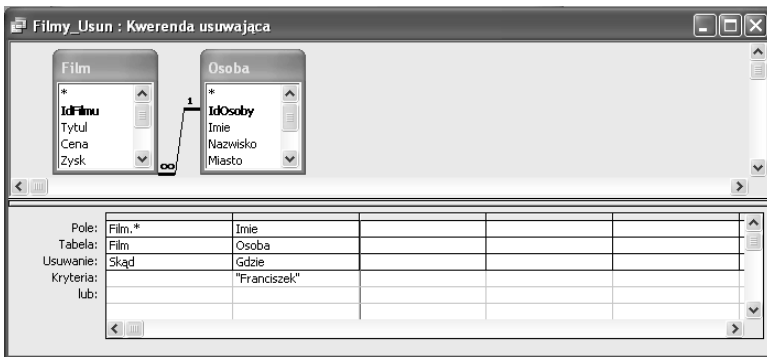 Filmy_Usun : Kwerenda usuwająca
Film
*
IdFilmu
Tytul
Cena
Zysk
1
∞
Osoba
*
IdOsoby
Imie
Nazwisko
Miasto
Pole: Film.* Imie
Tabela: Film Osoba
Usuwanie: Skąd Gdzie
Kryteria: "Franciszek"
lub: